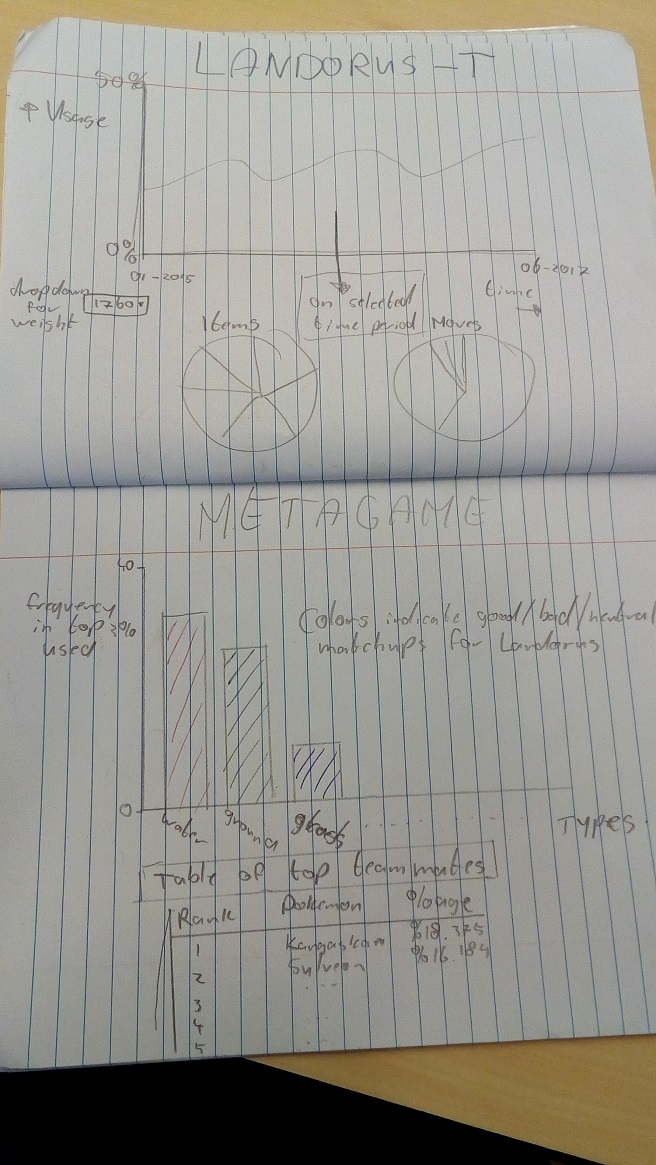 LANDORUS-T
50%
↑ Usage
0%
01-2015
06-2017
dropdown for weight
1760
on selected
time period
time →
Items
Moves
METAGAME
40
frequency
in top 3%
used
Colors indicate good/bad/neutral
matchups for Landorus
0
water
ground
grass
TYPES
Table of top teammates
Rank Pokemon %age
1 Kangaskhan %18.325
2 Sylveon %16.184
3
4
5